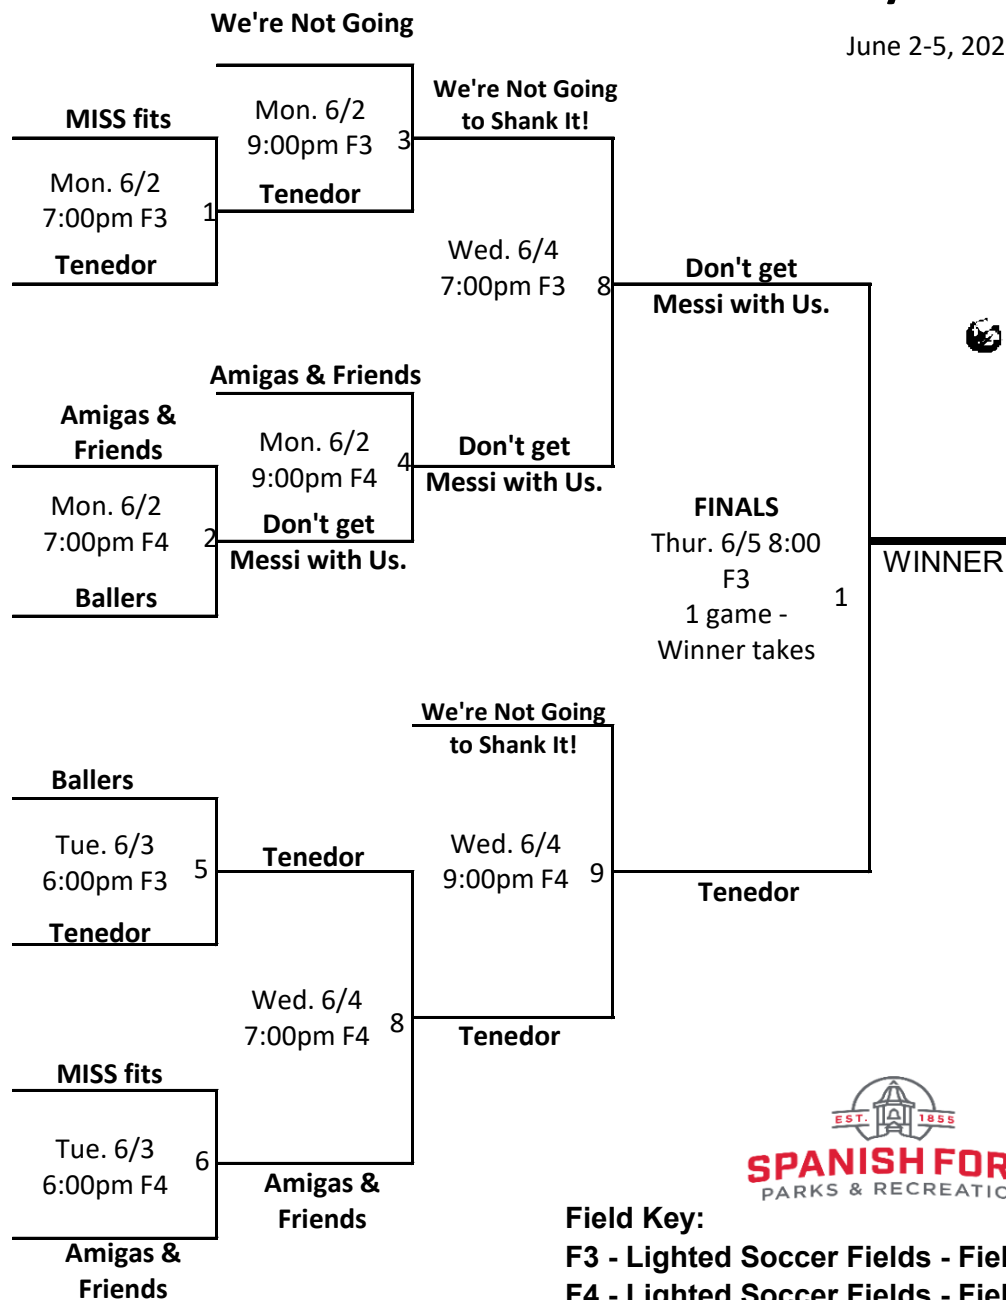 We're Not Going
June 2-5, 202
We're Not Going
to Shank It!
MISS fits
Mon. 6/2
9:00pm F3
3
Mon. 6/2
7:00pm F3
1
Tenedor
Tenedor
Wed. 6/4
7:00pm F3
8
Don't get
Messi with Us.
Amigas & Friends
Amigas &
Friends
Mon. 6/2
9:00pm F4
4
Don't get
Messi with Us.
Mon. 6/2
7:00pm F4
2
Don't get
Messi with Us.
Ballers
FINALS
Thur. 6/5 8:00
F3
1 game -
Winner takes
1
WINNER
We're Not Going
to Shank It!
Ballers
Tue. 6/3
6:00pm F3
5
Tenedor
Wed. 6/4
9:00pm F4
9
Tenedor
Tenedor
Wed. 6/4
7:00pm F4
8
Tenedor
MISS fits
Tue. 6/3
6:00pm F4
6
Amigas &
Friends
Amigas &
Friends
EST. 1855
SPANISH FOR
PARKS & RECREATIO
Field Key:
F3 - Lighted Soccer Fields - Fiel
F4 - Lighted Soccer Fields - Fiel